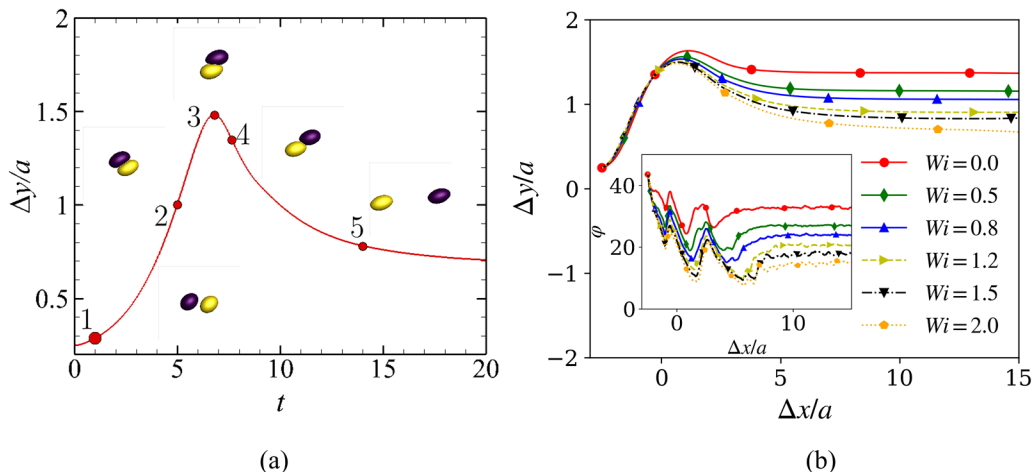 2
1.5
1
0.5
Δy/a
0
5
10
15
20
t
1
2
3
4
5
(a)
2
1
0
−1
−2
Δy/a
0
5
10
15
Δx/a
40
20
0
φ
0
10
Δx/a
Wi = 0.0
Wi = 0.5
Wi = 0.8
Wi = 1.2
Wi = 1.5
Wi = 2.0
(b)